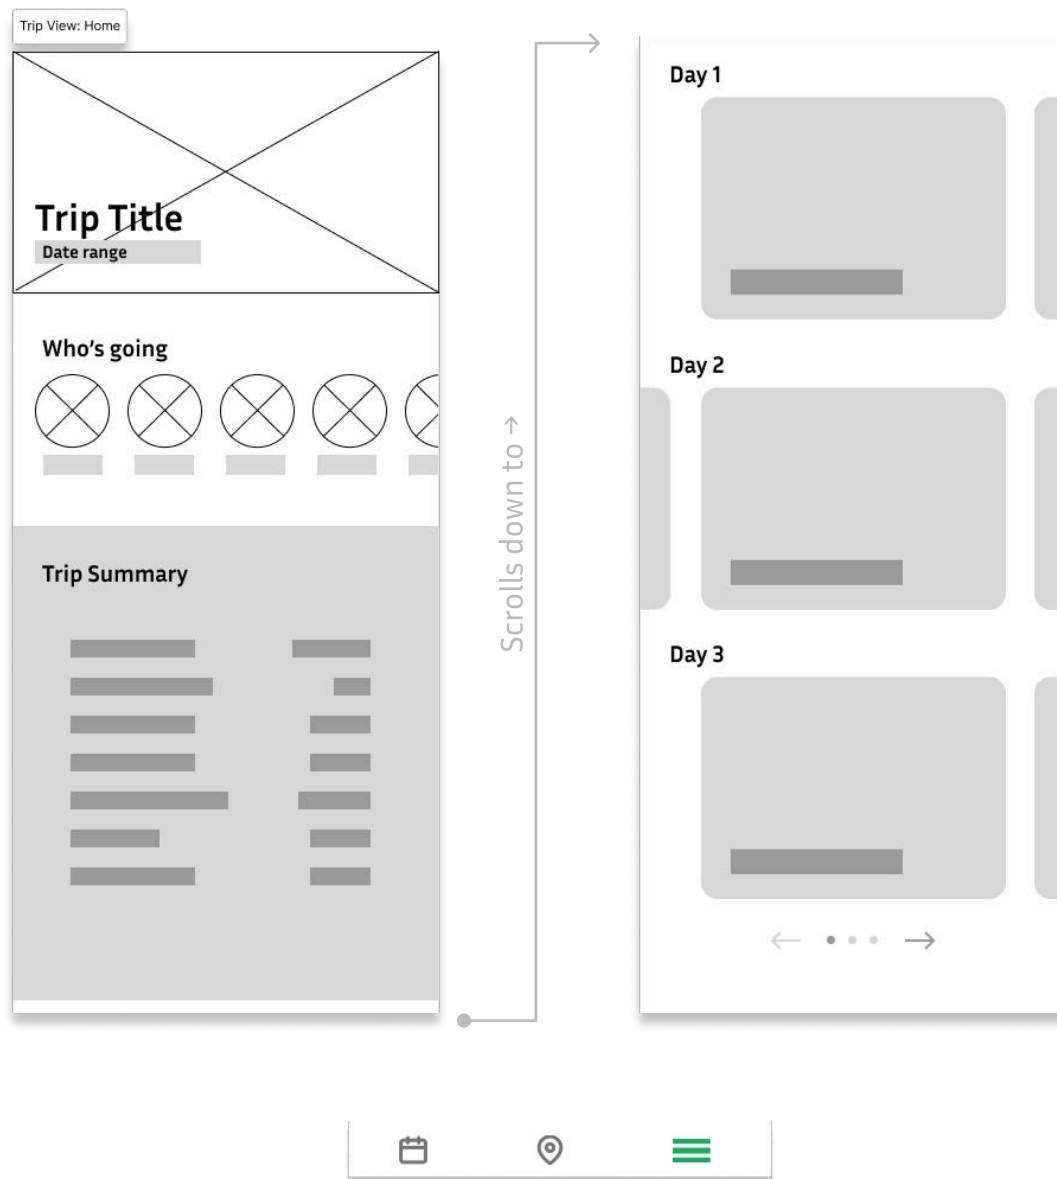 Trip View: Home
Trip Title
Date range
Who's going
Trip Summary
Scrolls down to →
Day 1
Day 2
Day 3